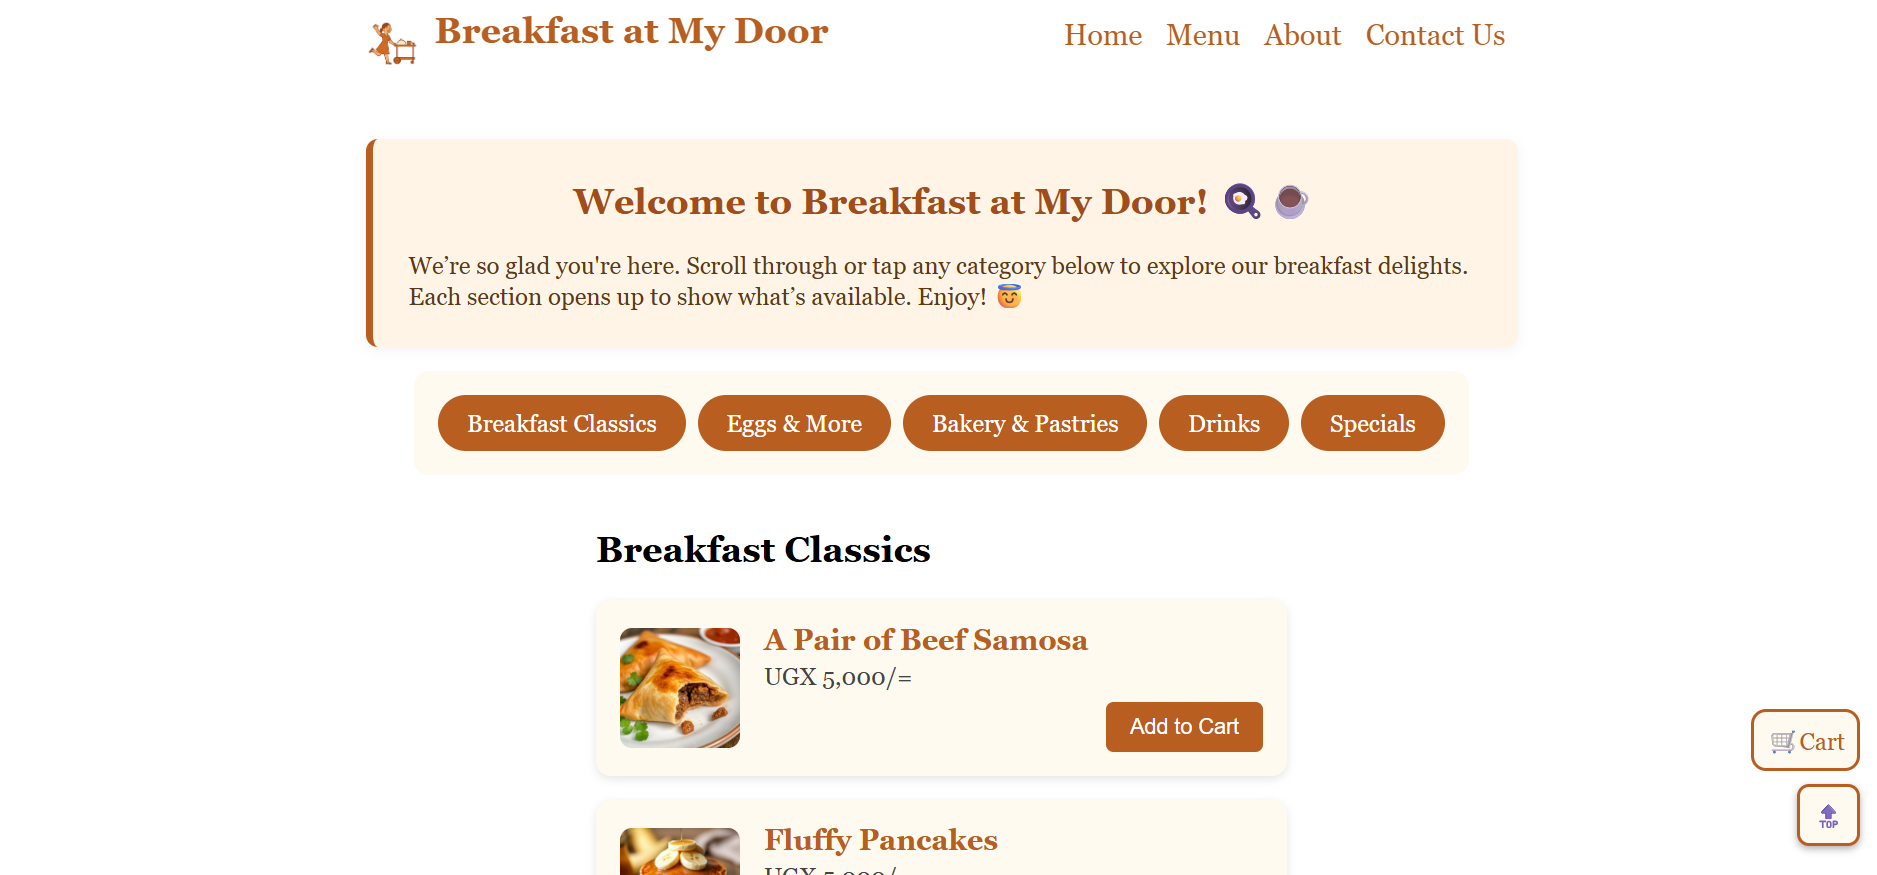 Breakfast at My Door
Home Menu About Contact Us
Welcome to Breakfast at My Door! 🍳 ☕
We’re so glad you're here. Scroll through or tap any category below to explore our breakfast delights.
Each section opens up to show what’s available. Enjoy! 😇
Breakfast Classics
Eggs & More
Bakery & Pastries
Drinks
Specials
Breakfast Classics
A Pair of Beef Samosa
UGX 5,000/=
Add to Cart
Fluffy Pancakes
UGX 5,000/
🛒 Cart
TOP